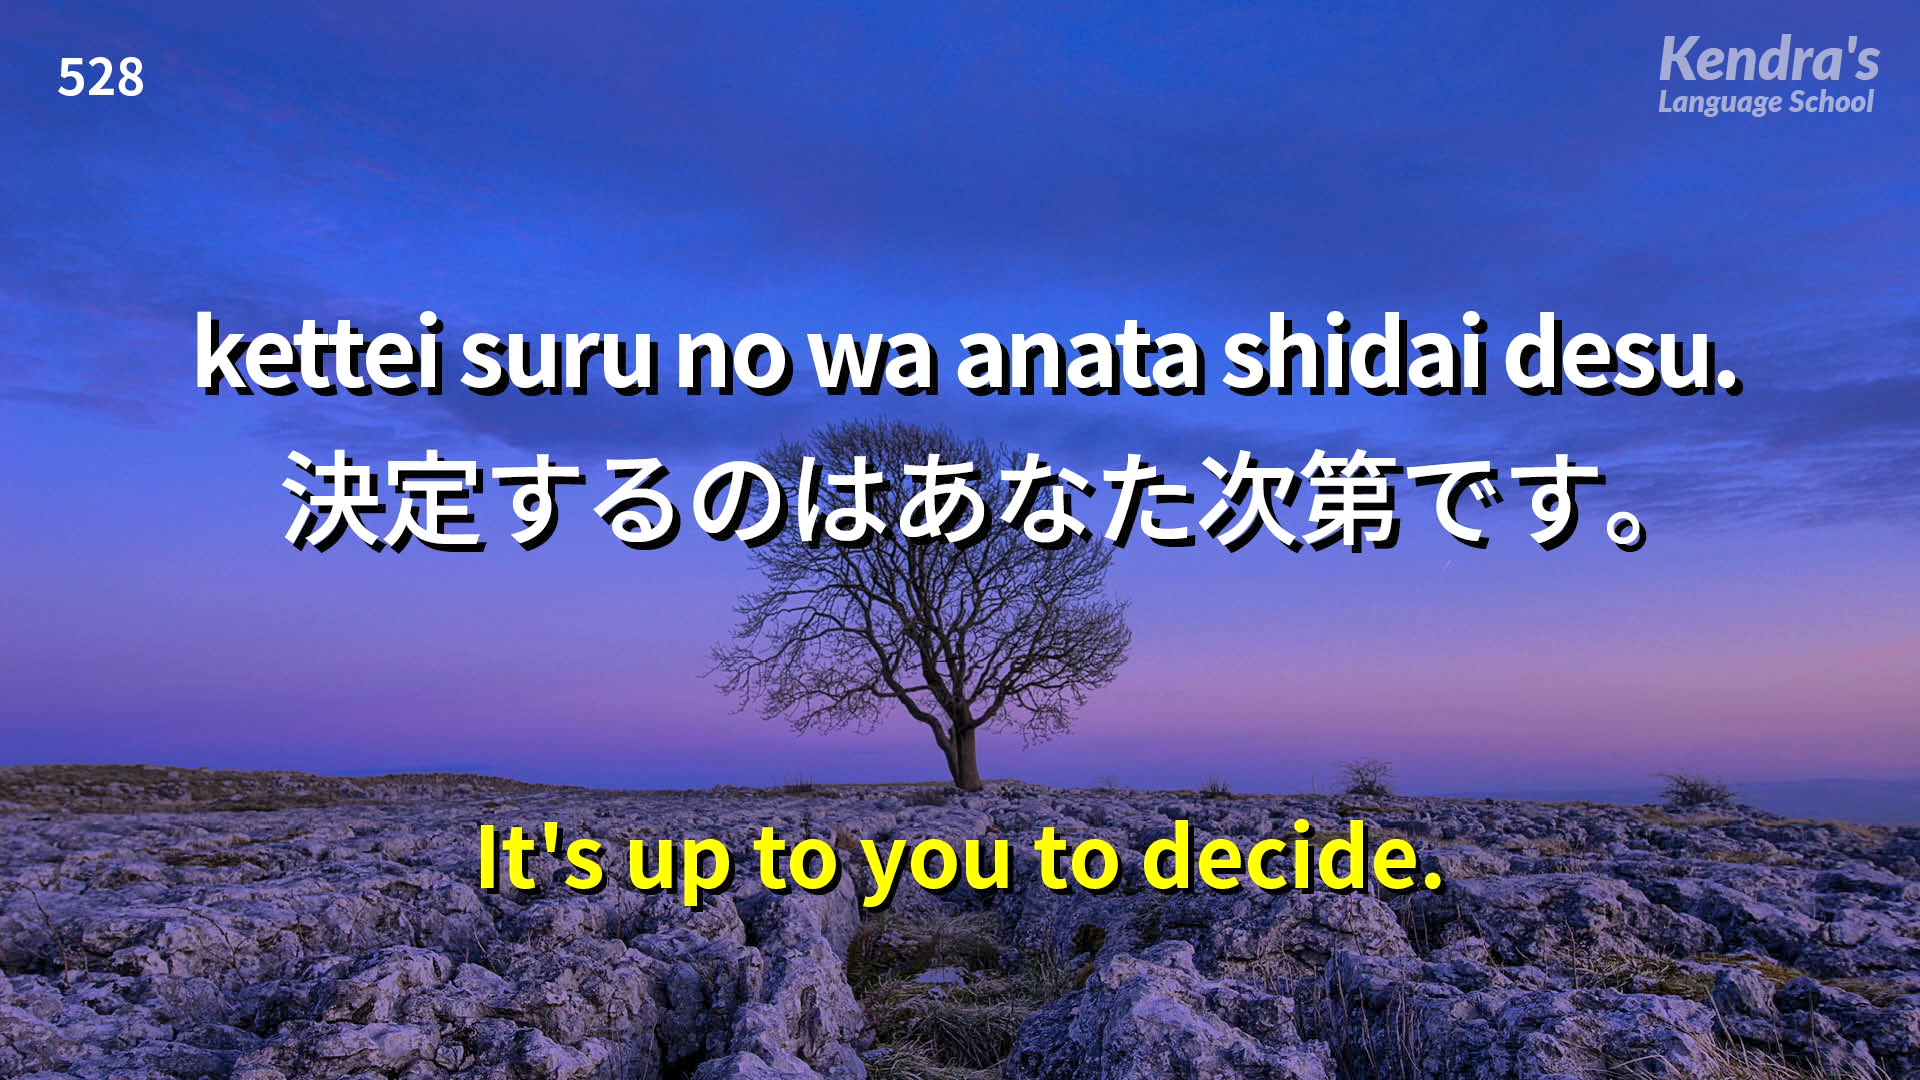 528
Kendra's
Language School
kettei suru no wa anata shidai desu.
決定するのはあなた次第です。
It's up to you to decide.